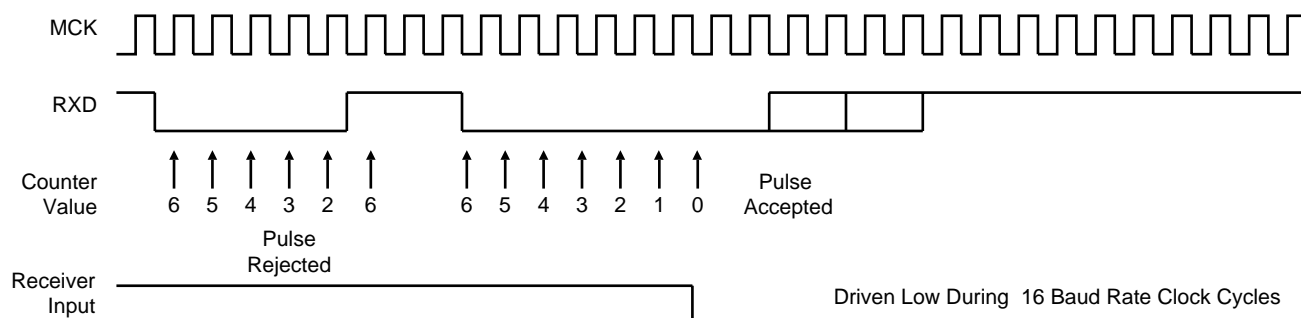 MCK
RXD
Counter
Value
6 5 4 3 2 6 6 5 4 3 2 1 0
Pulse
Accepted
Pulse
Rejected
Receiver
Input
Driven Low During 16 Baud Rate Clock Cycles